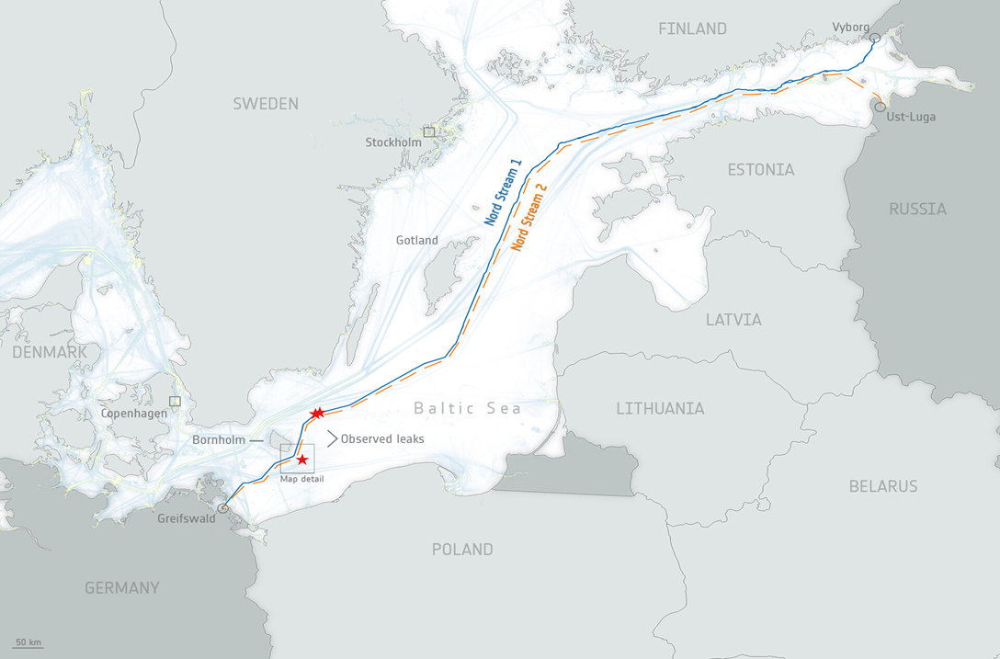 FINLAND
Vyborg
SWEDEN
Stockholm
Ust-Luga
ESTONIA
RUSSIA
Nord Stream 1
Nord Stream 2
Gotland
LATVIA
DENMARK
Copenhagen
Baltic Sea
LITHUANIA
Bornholm
Observed leaks
Map detail
BELARUS
Greifswald
POLAND
GERMANY
50 km